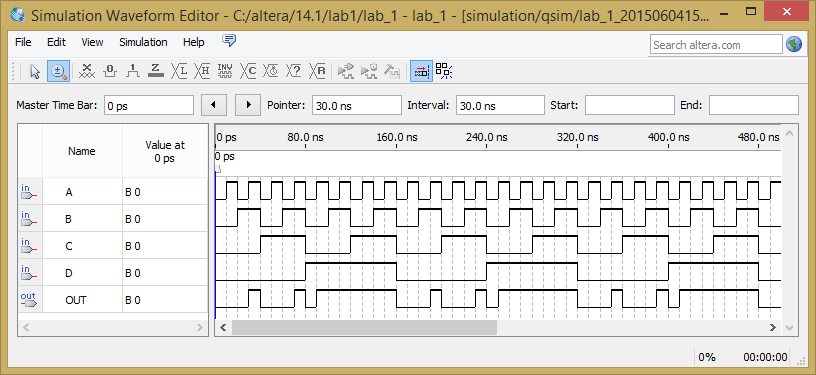 Simulation Waveform Editor - C:/altera/14.1/lab1/lab_1 - lab_1 - [simulation/qsim/lab_1_2015060415...
File Edit View Simulation Help Search altera.com
0 1 Z L H INV C ? R
Master Time Bar: 0 ps Pointer: 30.0 ns Interval: 30.0 ns Start: End:
Name Value at 0 ps 0 ps 80.0 ns 160.0 ns 240.0 ns 320.0 ns 400.0 ns 480.0 ns
0 ps
in A B 0
in B B 0
in C B 0
in D B 0
out OUT B 0
0% 00:00:00